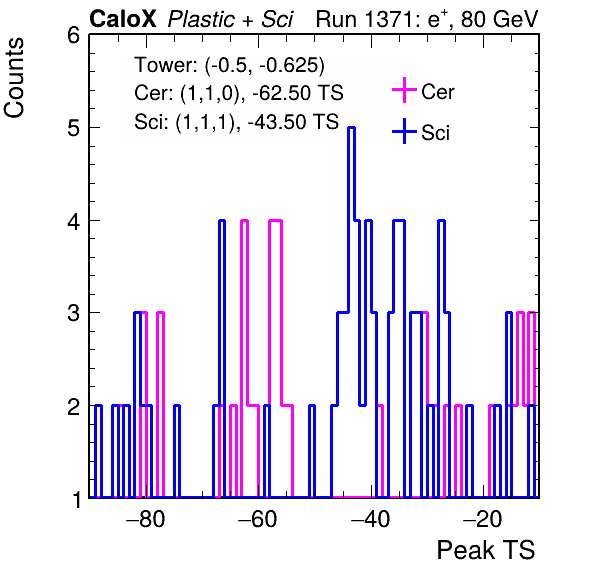 CaloX Plastic + Sci Run 1371: e+, 80 GeV
Counts
Tower: (-0.5, -0.625)
Cer: (1,1,0), -62.50 TS
Sci: (1,1,1), -43.50 TS
Cer
Sci
6
5
4
3
2
1
−80 −60 −40 −20
Peak TS